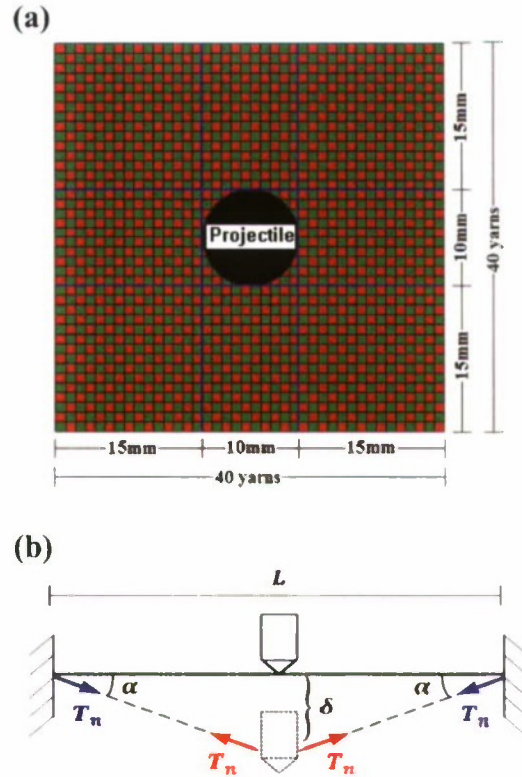 (a)
Projectile
15mm
10mm
15mm
40 yarns
15mm
10mm
15mm
40 yarns
(b)
L
α
δ
α
Tn
Tn
Tn
Tn